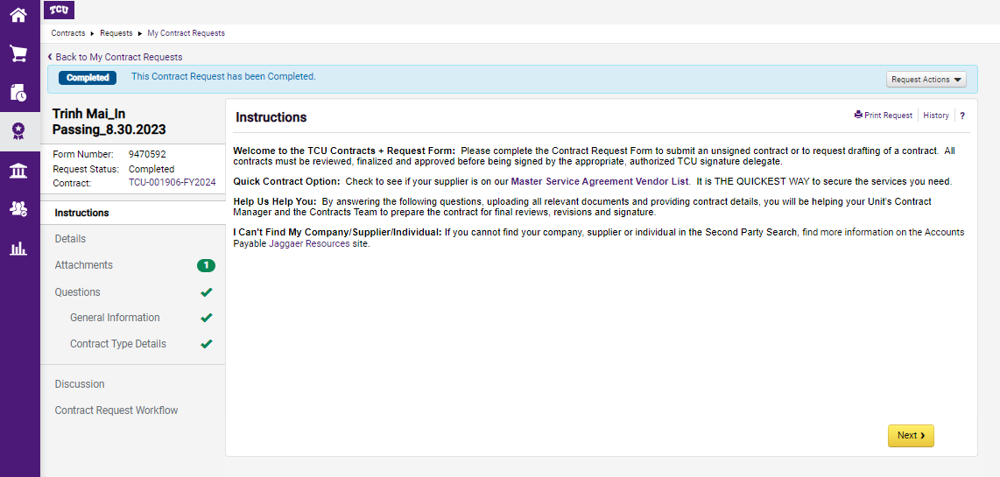 TCU
Contracts ▸ Requests ▸ My Contract Requests
Back to My Contract Requests
Completed This Contract Request has been Completed.
Request Actions
Trinh Mai_In
Passing_8.30.2023
Form Number: 9470592
Request Status: Completed
Contract: TCU-001906-FY2024
Instructions
Details
Attachments 1
Questions
General Information
Contract Type Details
Discussion
Contract Request Workflow
Instructions
Print Request History ?
Welcome to the TCU Contracts + Request Form: Please complete the Contract Request Form to submit an unsigned contract or to request drafting of a contract. All
contracts must be reviewed, finalized and approved before being signed by the appropriate, authorized TCU signature delegate.
Quick Contract Option: Check to see if your supplier is on our Master Service Agreement Vendor List. It is THE QUICKEST WAY to secure the services you need.
Help Us Help You: By answering the following questions, uploading all relevant documents and providing contract details, you will be helping your Unit's Contract
Manager and the Contracts Team to prepare the contract for final reviews, revisions and signature.
I Can't Find My Company/Supplier/Individual: If you cannot find your company, supplier or individual in the Second Party Search, find more information on the Accounts
Payable Jaggaer Resources site.
Next ›